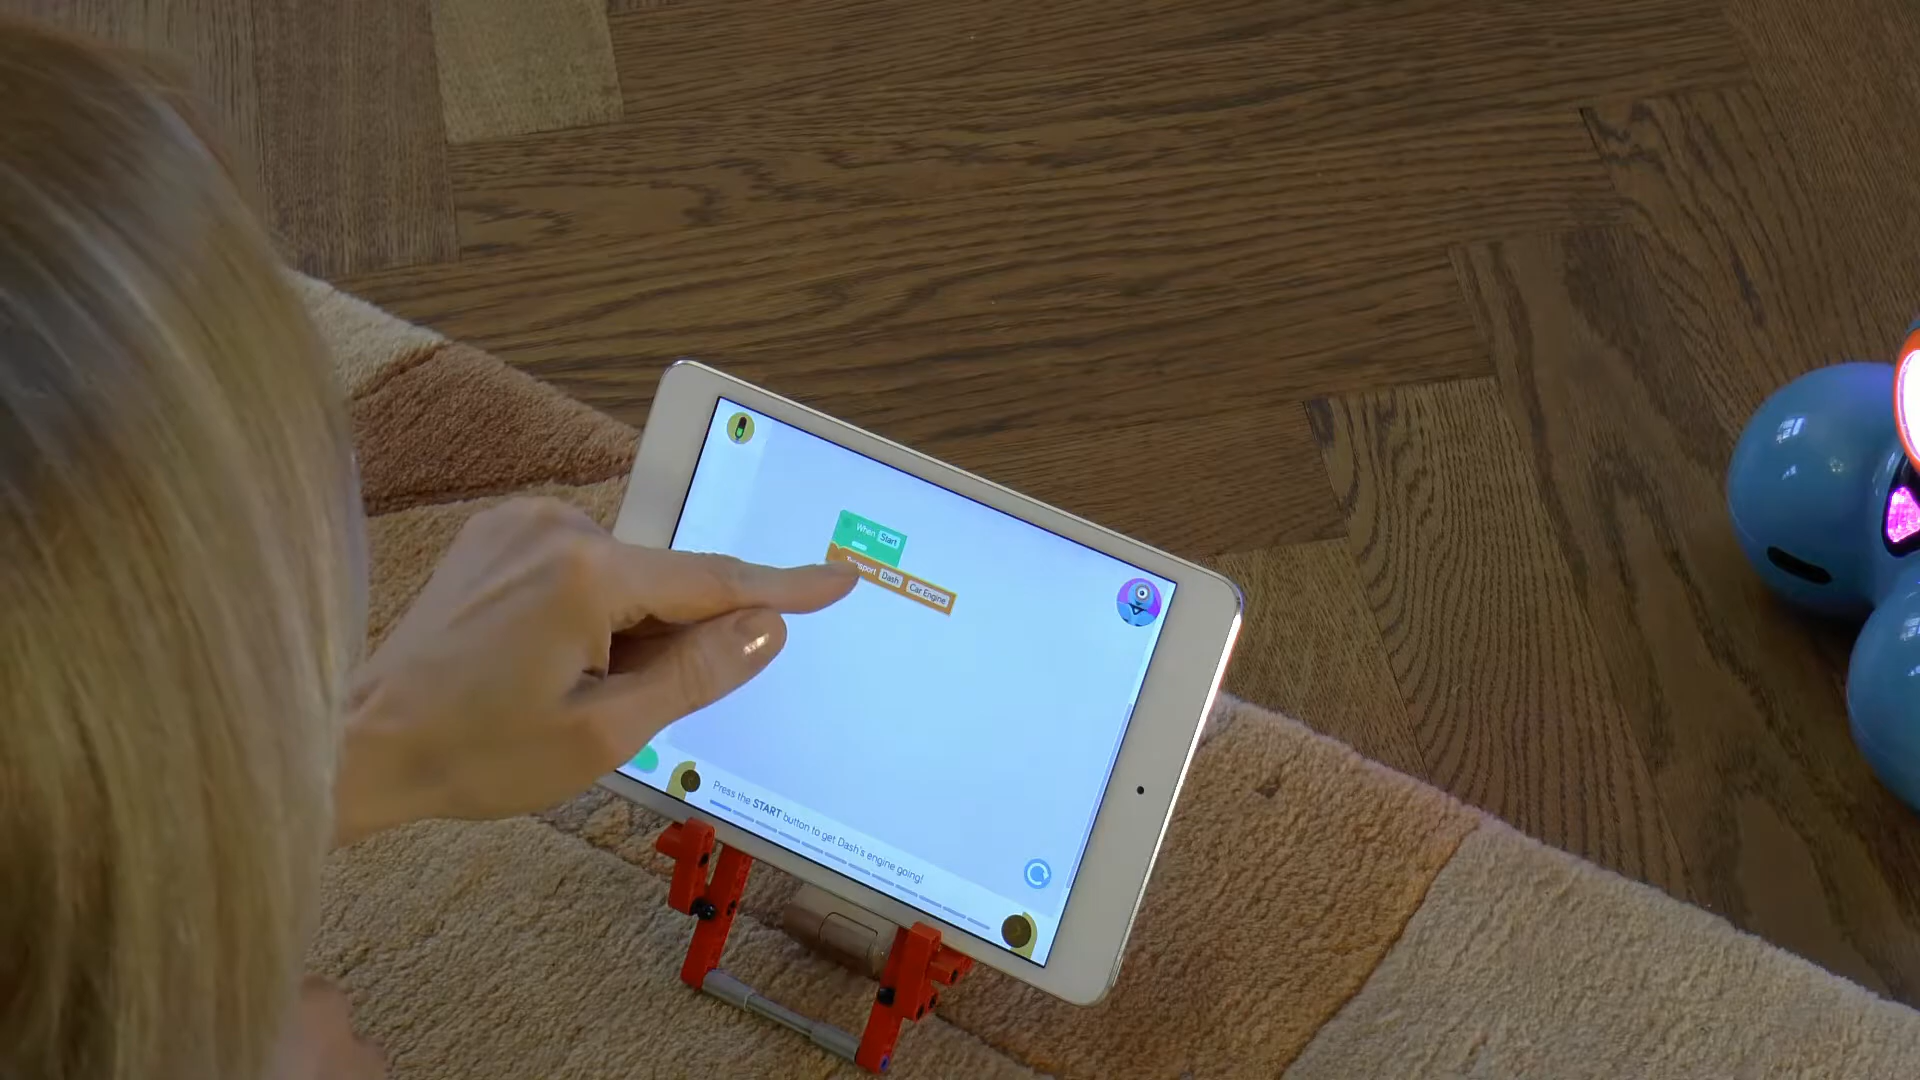 When Start
Dash Car Engine
Press the START button to get Dash's engine going!